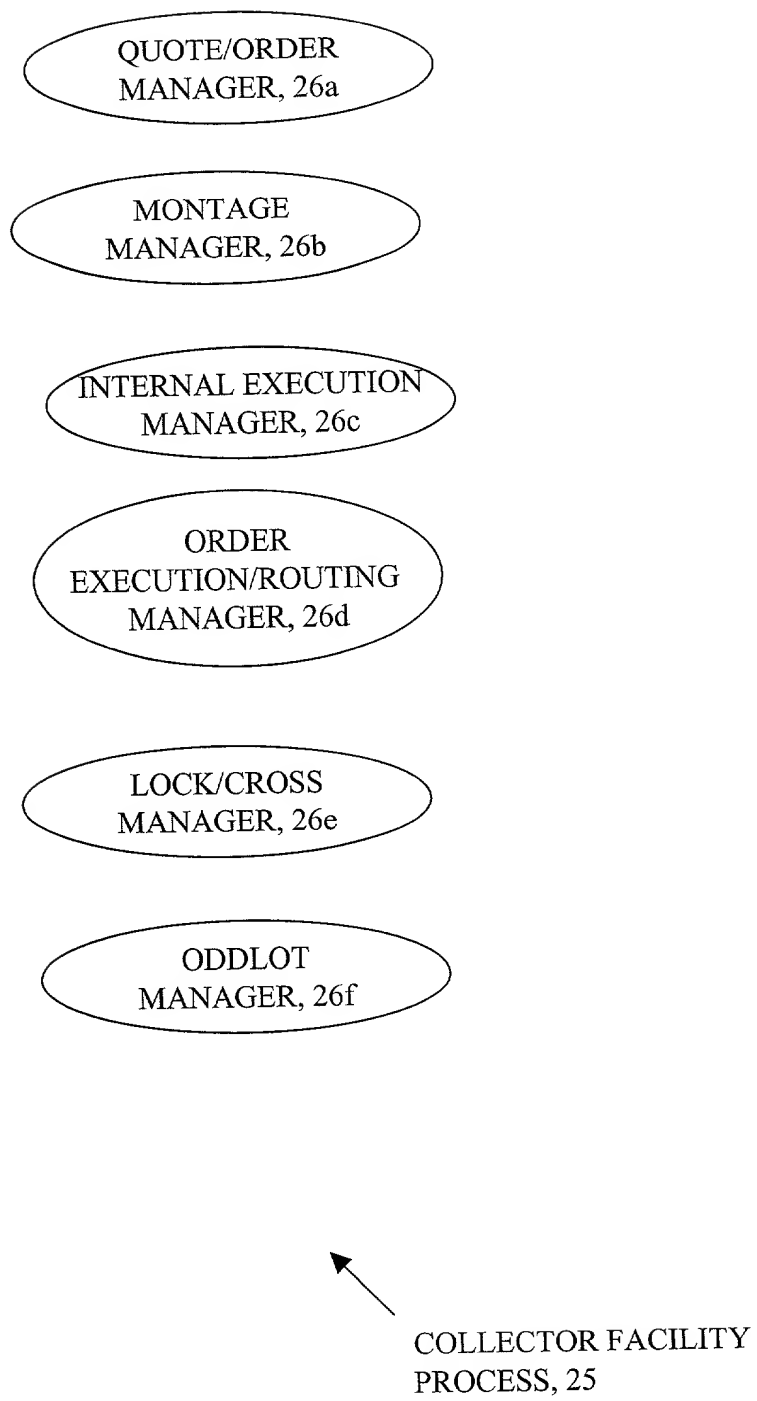 QUOTE/ORDER
MANAGER, 26a
MONTAGE
MANAGER, 26b
INTERNAL EXECUTION
MANAGER, 26c
ORDER
EXECUTION/ROUTING
MANAGER, 26d
LOCK/CROSS
MANAGER, 26e
ODDLOT
MANAGER, 26f
COLLECTOR FACILITY
PROCESS, 25